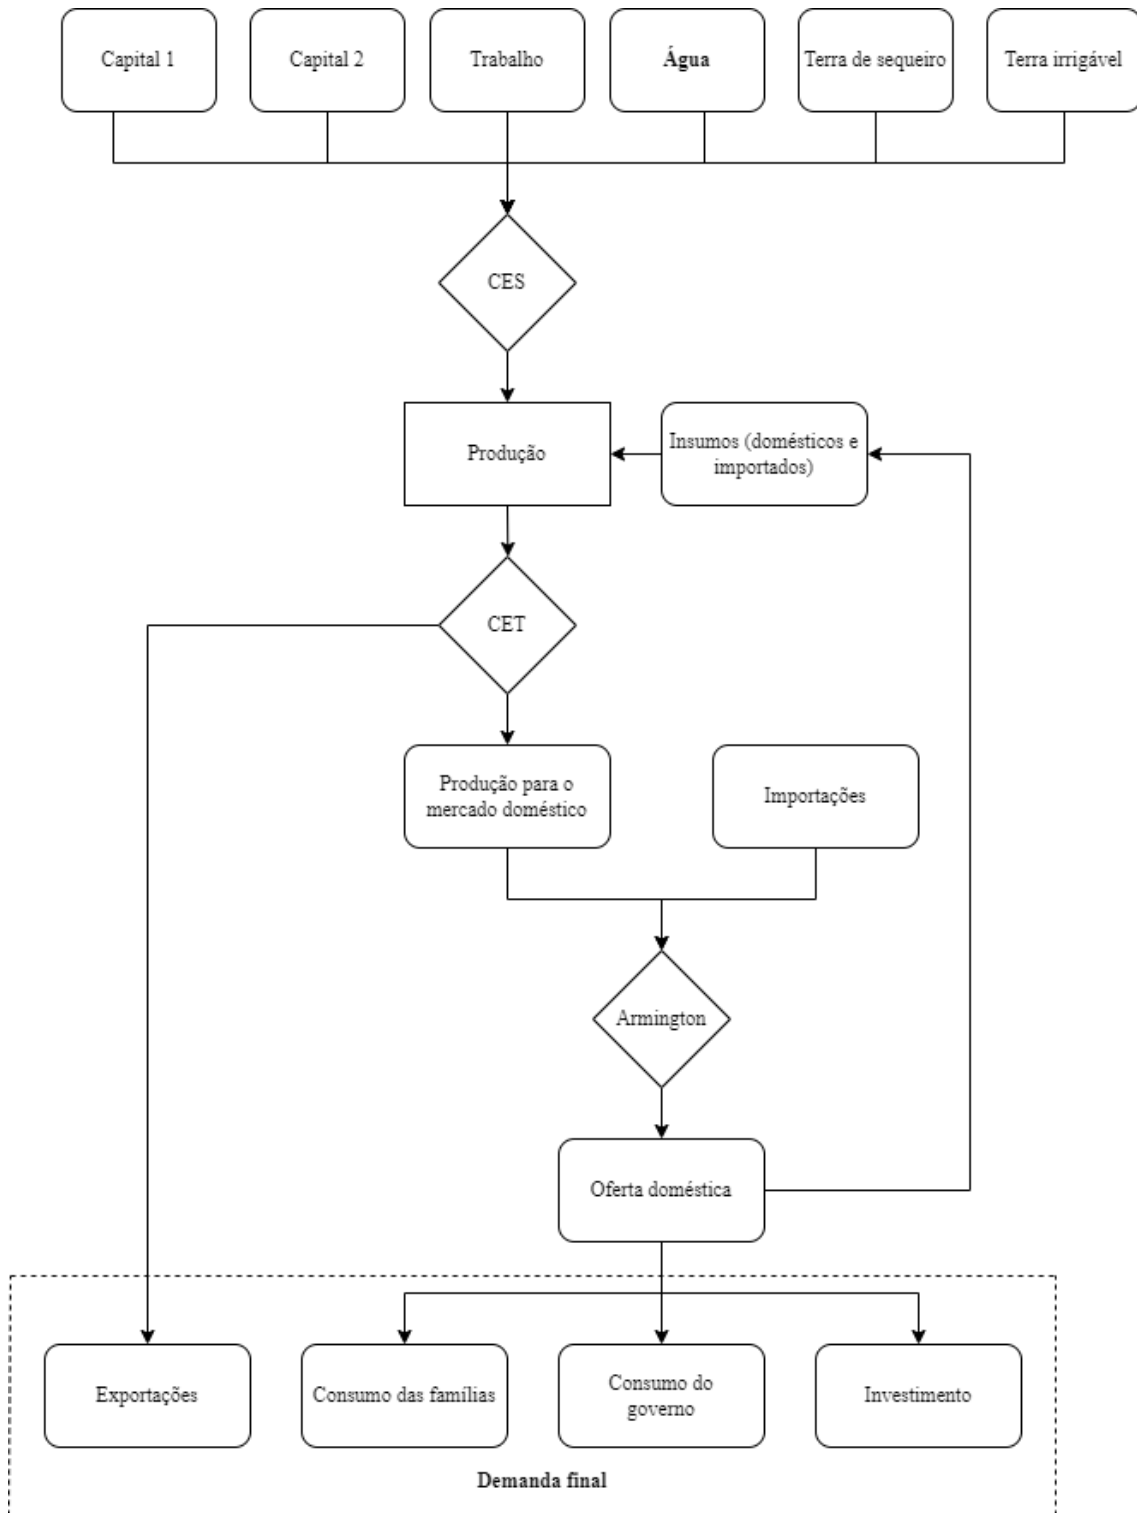 Capital 1
Capital 2
Trabalho
Água
Terra de sequeiro
Terra irrigável
CES
Produção
Insumos (domésticos e
importados)
CET
Produção para o
mercado doméstico
Importações
Armington
Oferta doméstica
Exportações
Consumo das famílias
Consumo do
governo
Investimento
Demanda final